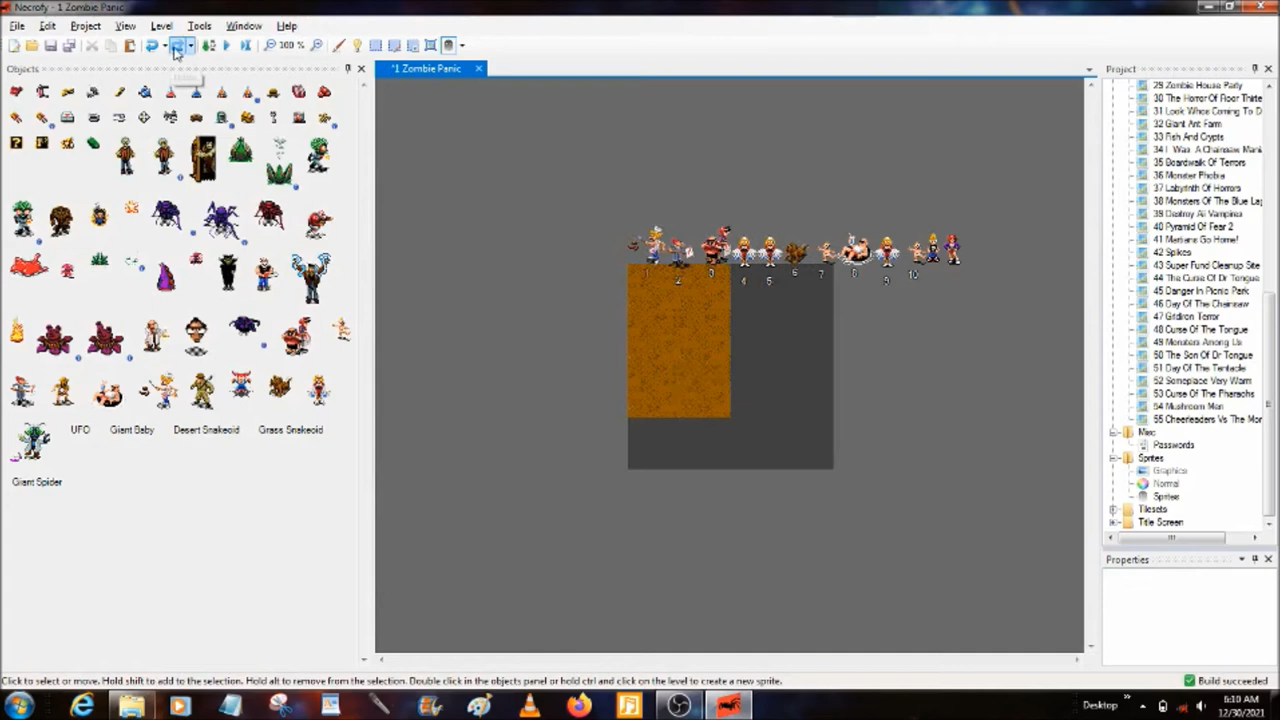 Necrofy - 1 Zombie Panic
File Edit Project View Level Tools Window Help
100 %
Objects
*1 Zombie Panic
Project
29 Zombie House Party
30 The Horror Of Floor Thirte
31 Look Whos Coming To D
32 Giant Ant Farm
33 Fish And Crypts
34 I Was A Chainsaw Mani
35 Boardwalk Of Terrors
36 Monster Phobia
37 Labyrinth Of Horrors
38 Monsters Of The Blue Lag
39 Destroy All Vampires
40 Pyramid Of Fear 2
41 Martians Go Home!
42 Spikes
43 Super Fund Cleanup Site
44 The Curse Of Dr Tongue
45 Danger In Picnic Park
46 Day Of The Chainsaw
47 Gridiron Terror
48 Curse Of The Tongue
49 Monsters Among Us
50 The Son Of Dr Tongue
51 Day Of The Tentacle
52 Someplace Very Warm
53 Curse Of The Pharaohs
54 Mushroom Men
55 Cheerleaders Vs The Mor
Misc
Passwords
Sprites
Graphics
Normal
Sprites
Tilesets
Title Screen
1 2 3 4 5 6 7 8 9 10
UFO Giant Baby Desert Snakeoid Grass Snakeoid
Giant Spider
Properties
Click to select or move. Hold shift to add to the selection. Hold alt to remove from the selection. Double click in the objects panel or hold ctrl and click on the level to create a new sprite.
Build succeeded
Desktop
6:10 AM
12/30/2021